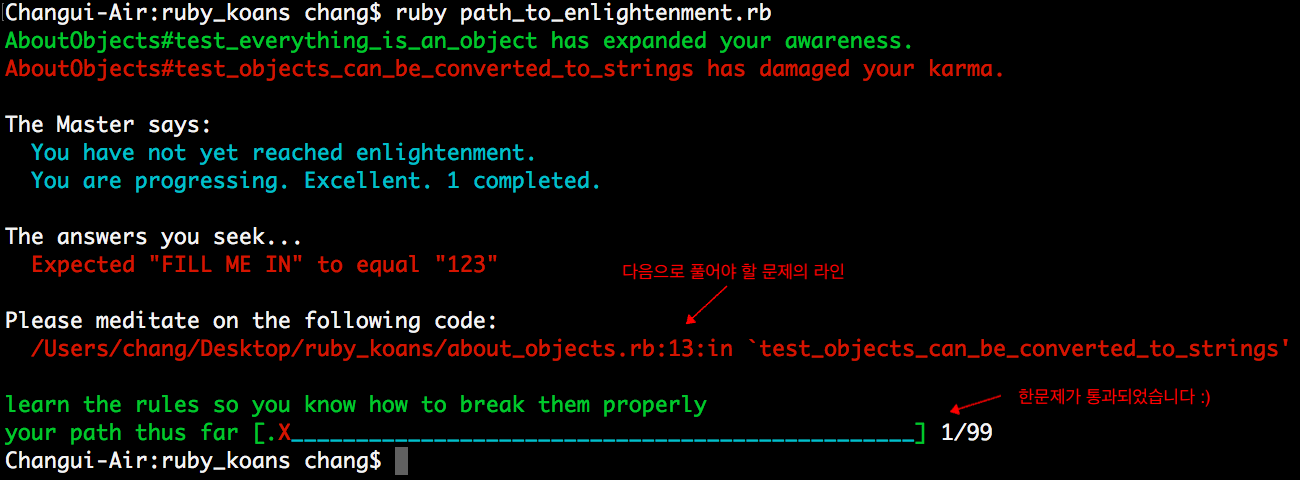 Changui-Air:ruby_koans chang$ ruby path_to_enlightenment.rb
AboutObjects#test_everything_is_an_object has expanded your awareness.
AboutObjects#test_objects_can_be_converted_to_strings has damaged your karma.
The Master says:
You have not yet reached enlightenment.
You are progressing. Excellent. 1 completed.
The answers you seek...
Expected "FILL ME IN" to equal "123"
다음으로 풀어야 할 문제의 라인
Please meditate on the following code:
/Users/chang/Desktop/ruby_koans/about_objects.rb:13:in `test_objects_can_be_converted_to_strings'
한문제가 통과되었습니다 :)
learn the rules so you know how to break them properly
your path thus far [.X________________________________________________] 1/99
Changui-Air:ruby_koans chang$